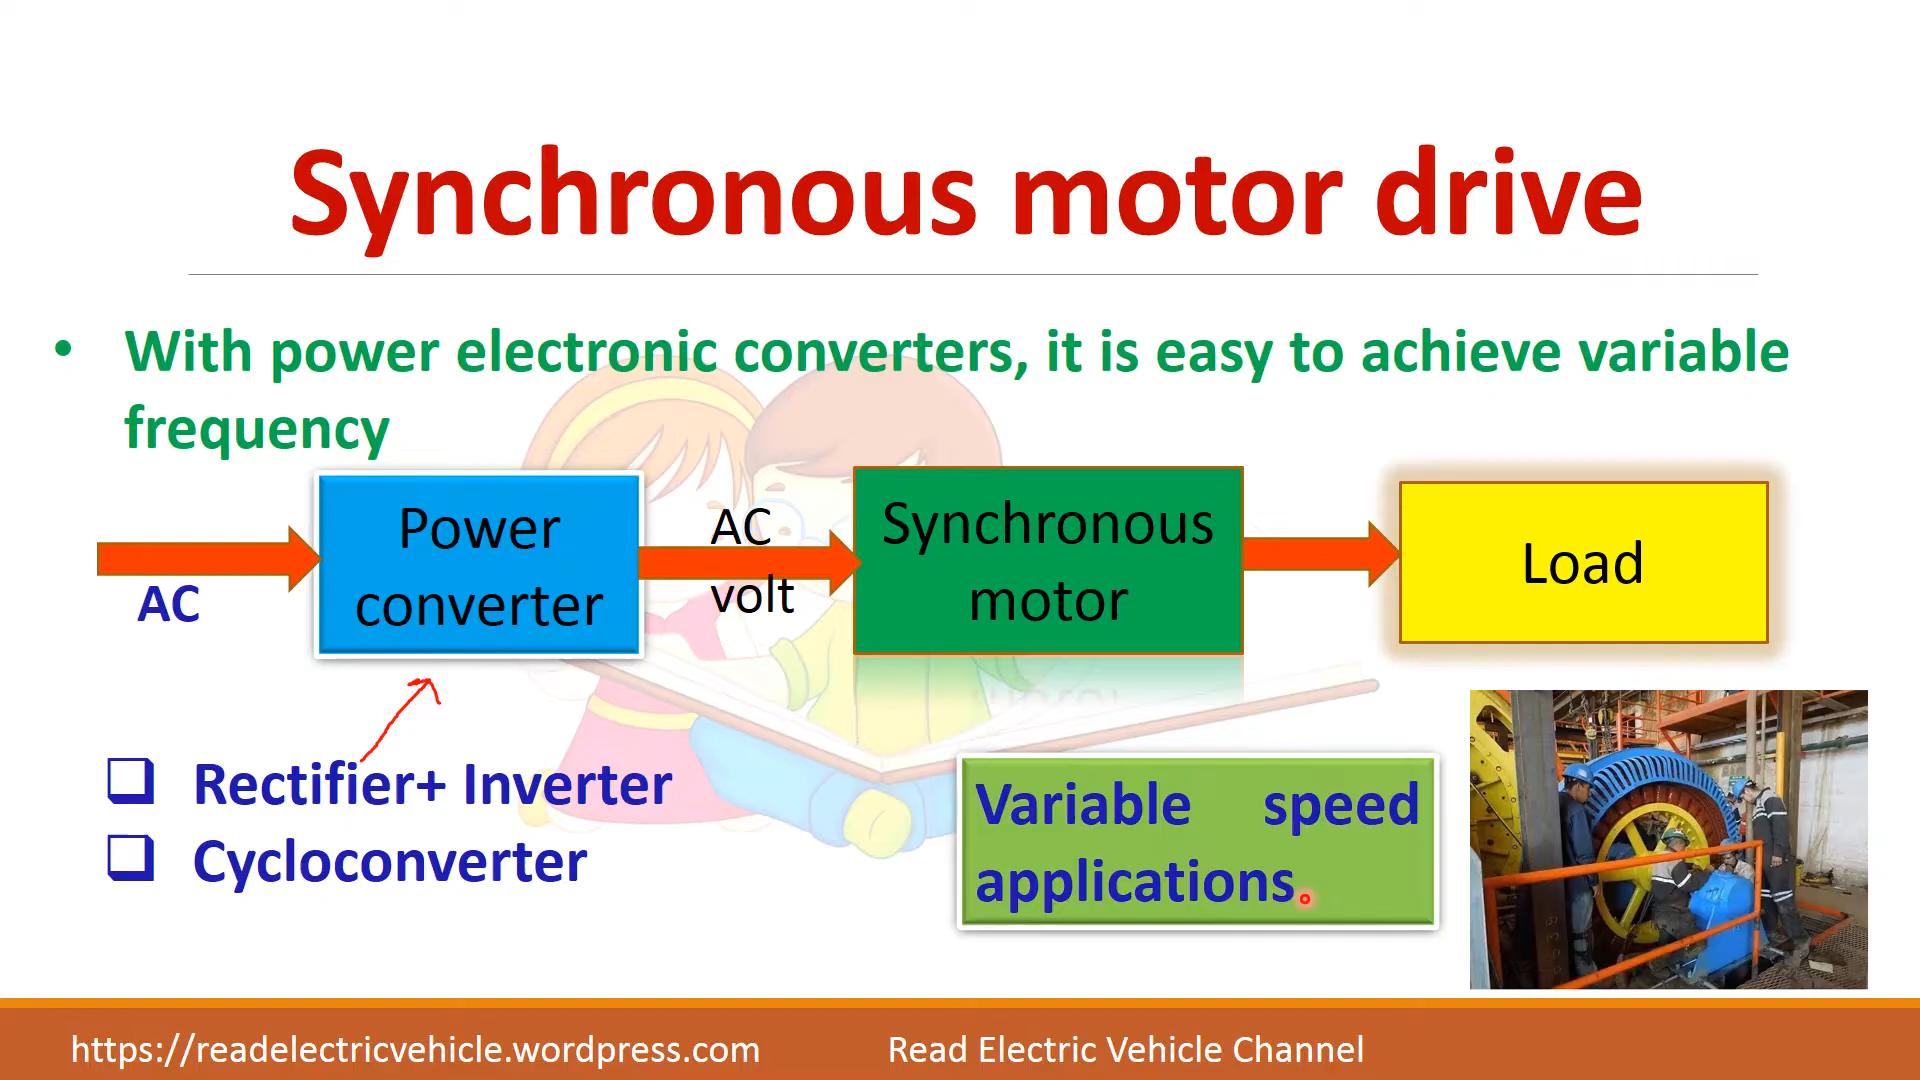 Synchronous motor drive
• With power electronic converters, it is easy to achieve variable
frequency
AC
Power
converter
AC
volt
Synchronous
motor
Load
❑ Rectifier+ Inverter
❑ Cycloconverter
Variable speed
applications.
https://readelectricvehicle.wordpress.com
Read Electric Vehicle Channel